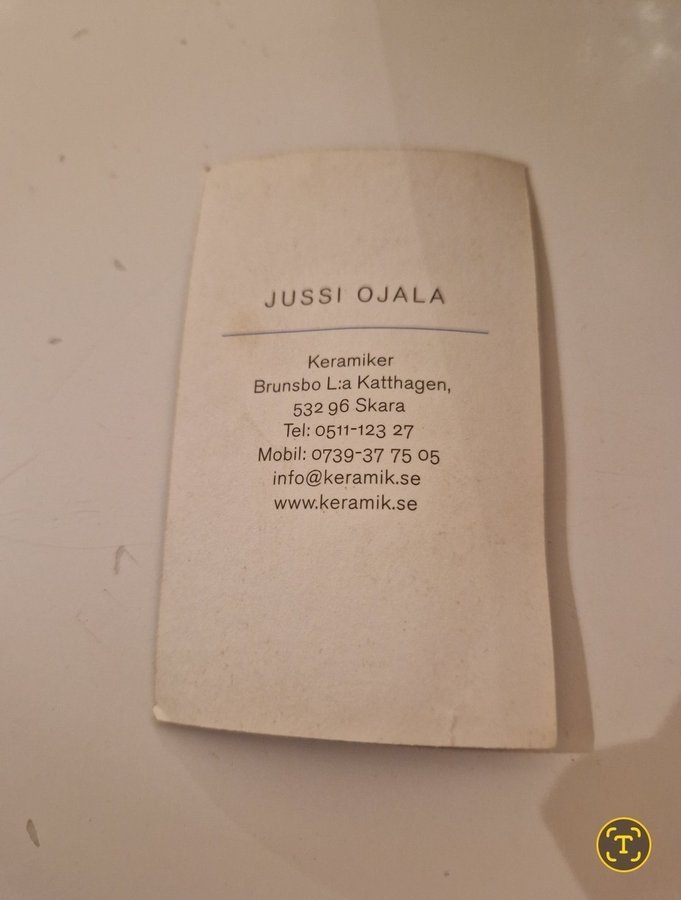 JUSSI OJALA
Keramiker
Brunsbo L:a Katthagen,
532 96 Skara
Tel: 0511-123 27
Mobil: 0739-37 75 05
info@keramik.se
www.keramik.se